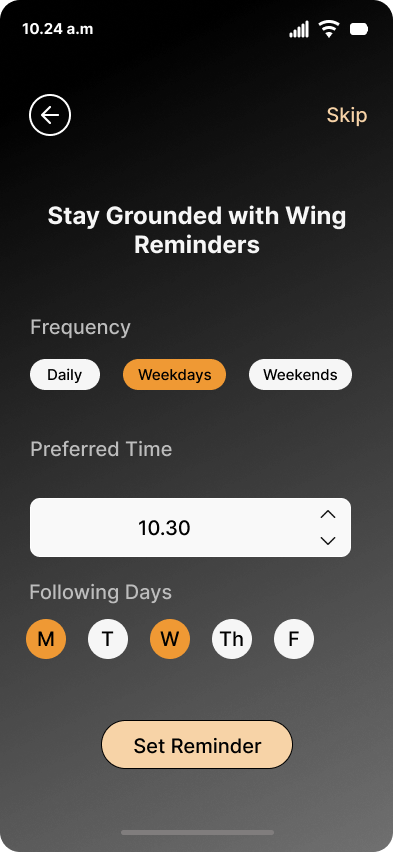 10.24 a.m
Skip
Stay Grounded with Wing
Reminders
Frequency
Daily Weekdays Weekends
Preferred Time
10.30
Following Days
M T W Th F
Set Reminder